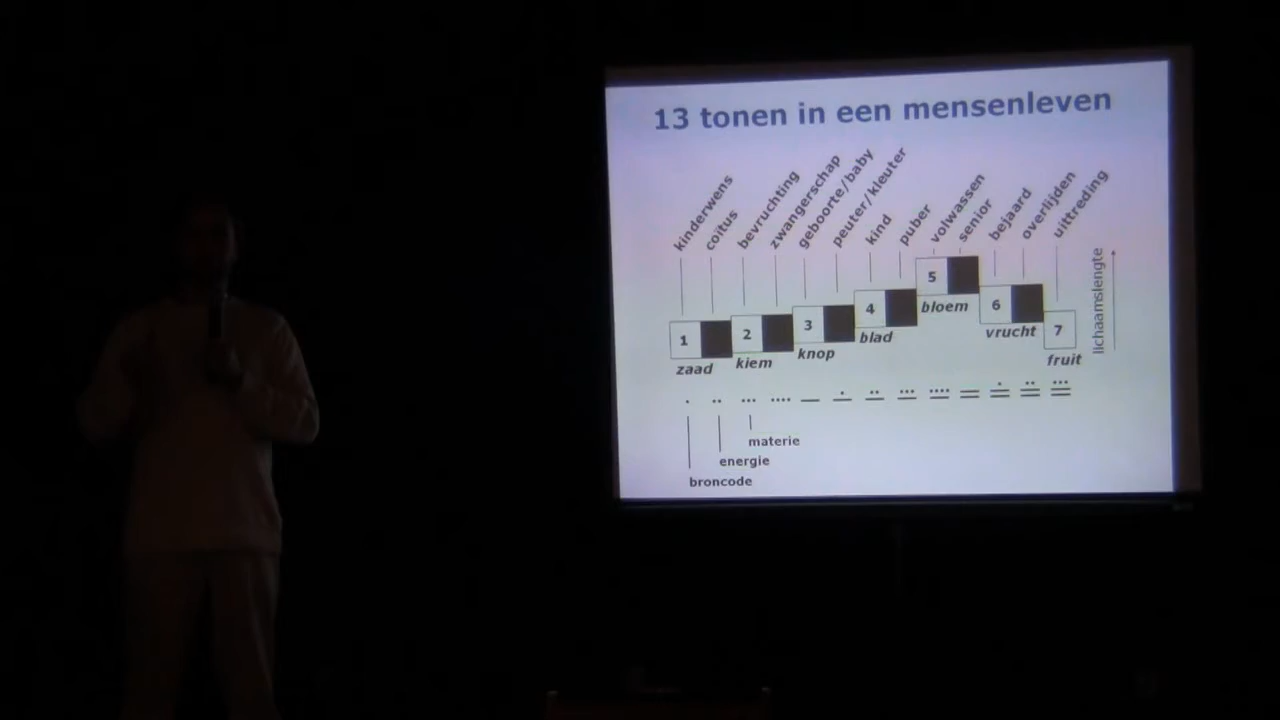 13 tonen in een mensenleven
kinderwens
coïtus
bevruchting
zwangerschap
geboorte/baby
peuter/kleuter
kind
puber
volwassen
senior
bejaard
overlijden
uittreding
1
2
3
4
5
6
7
zaad
kiem
knop
blad
bloem
vrucht
fruit
lichaamslengte
materie
energie
broncode